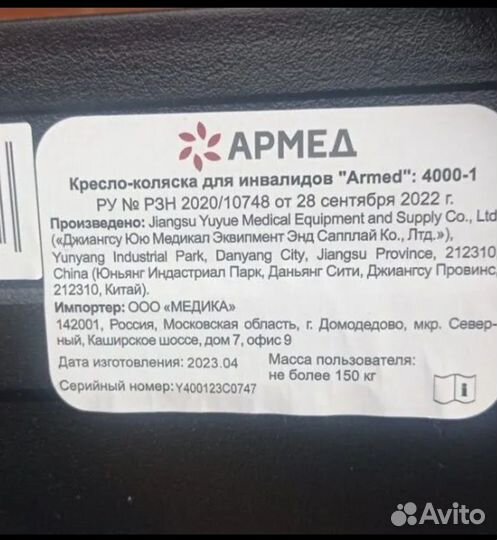 АРМЕД
Кресло-коляска для инвалидов "Armed": 4000-1
РУ № РЗН 2020/10748 от 28 сентября 2022 г.
Произведено: Jiangsu Yuyue Medical Equipment and Supply Co., Ltd
(«Джиангсу Юю Медикал Эквипмент Энд Сапплай Ко., Лтд.»),
Yunyang Industrial Park, Danyang City, Jiangsu Province, 212310,
China (Юньянг Индастриал Парк, Даньянг Сити, Джиангсу Провинс,
212310, Китай).
Импортер: ООО «МЕДИКА»
142001, Россия, Московская область, г. Домодедово, мкр. Север-
ный, Каширское шоссе, дом 7, офис 9
Дата изготовления: 2023.04
Серийный номер: Y400123C0747
Масса пользователя:
не более 150 кг
Avito